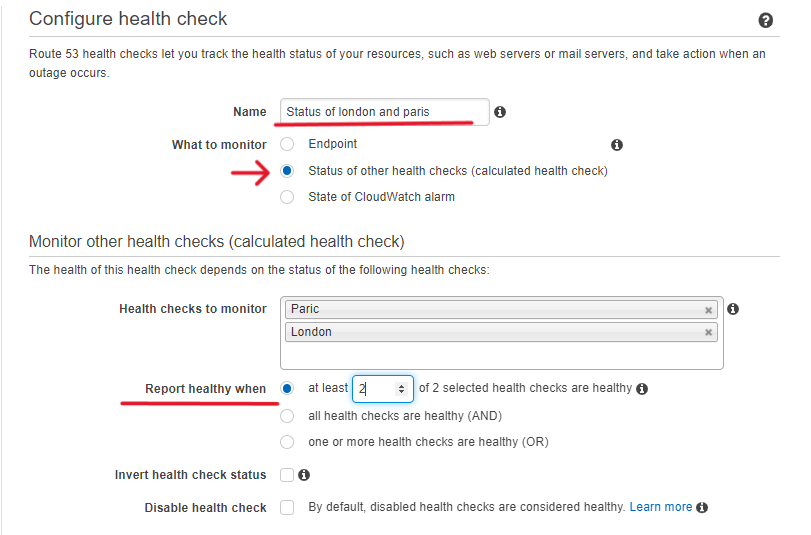 Configure health check
Route 53 health checks let you track the health status of your resources, such as web servers or mail servers, and take action when an
outage occurs.
Name Status of london and paris
What to monitor Endpoint
Status of other health checks (calculated health check)
State of CloudWatch alarm
Monitor other health checks (calculated health check)
The health of this health check depends on the status of the following health checks:
Health checks to monitor Paric
London
Report healthy when at least 2 of 2 selected health checks are healthy
all health checks are healthy (AND)
one or more health checks are healthy (OR)
Invert health check status
Disable health check By default, disabled health checks are considered healthy. Learn more